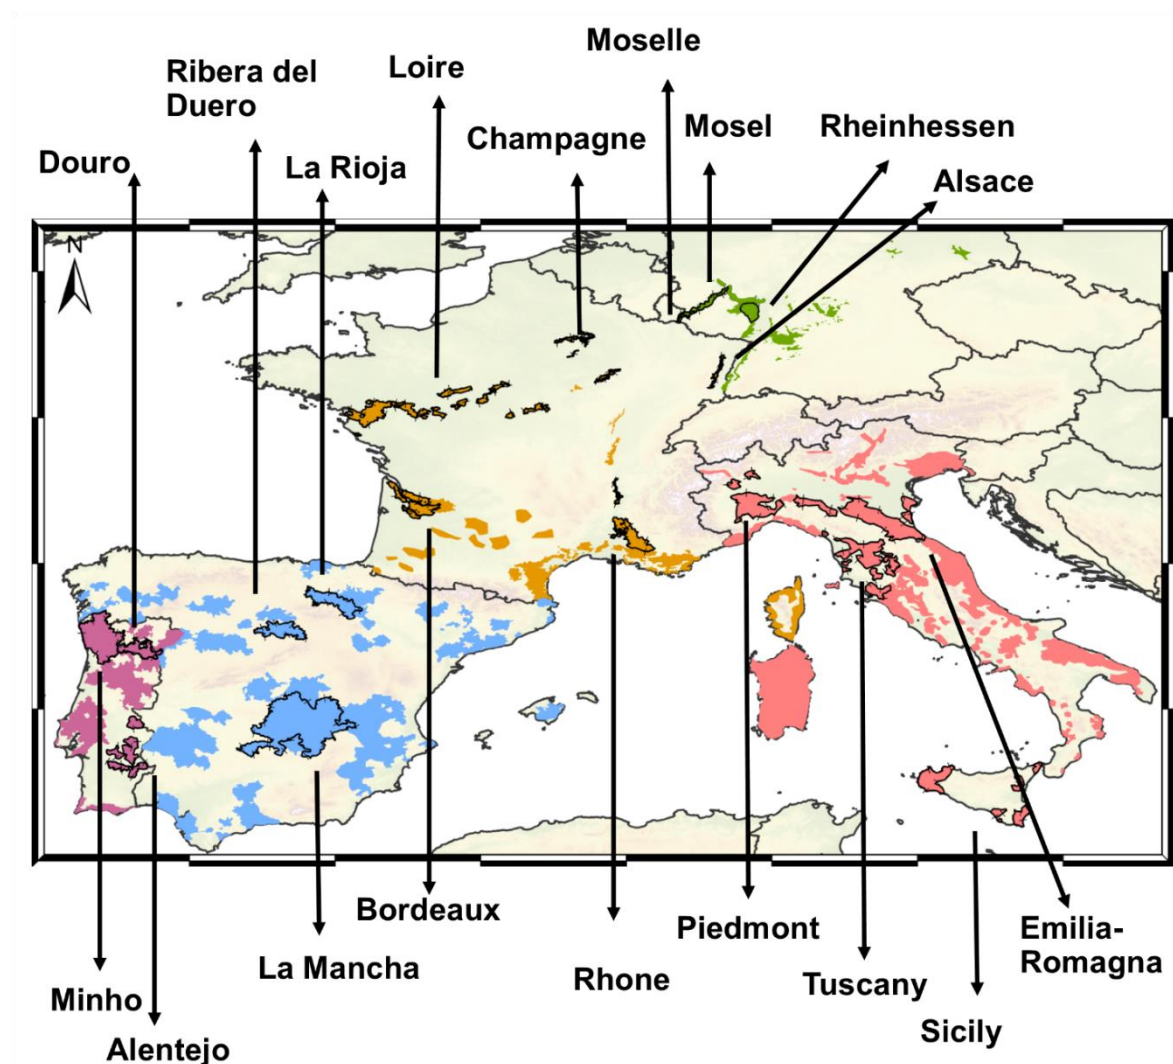 Moselle
Loire
Ribera del
Duero
Champagne
Mosel
Rheinhessen
Douro
La Rioja
Alsace
N
Bordeaux
Piedmont
Emilia-
Romagna
La Mancha
Rhone
Tuscany
Minho
Sicily
Alentejo